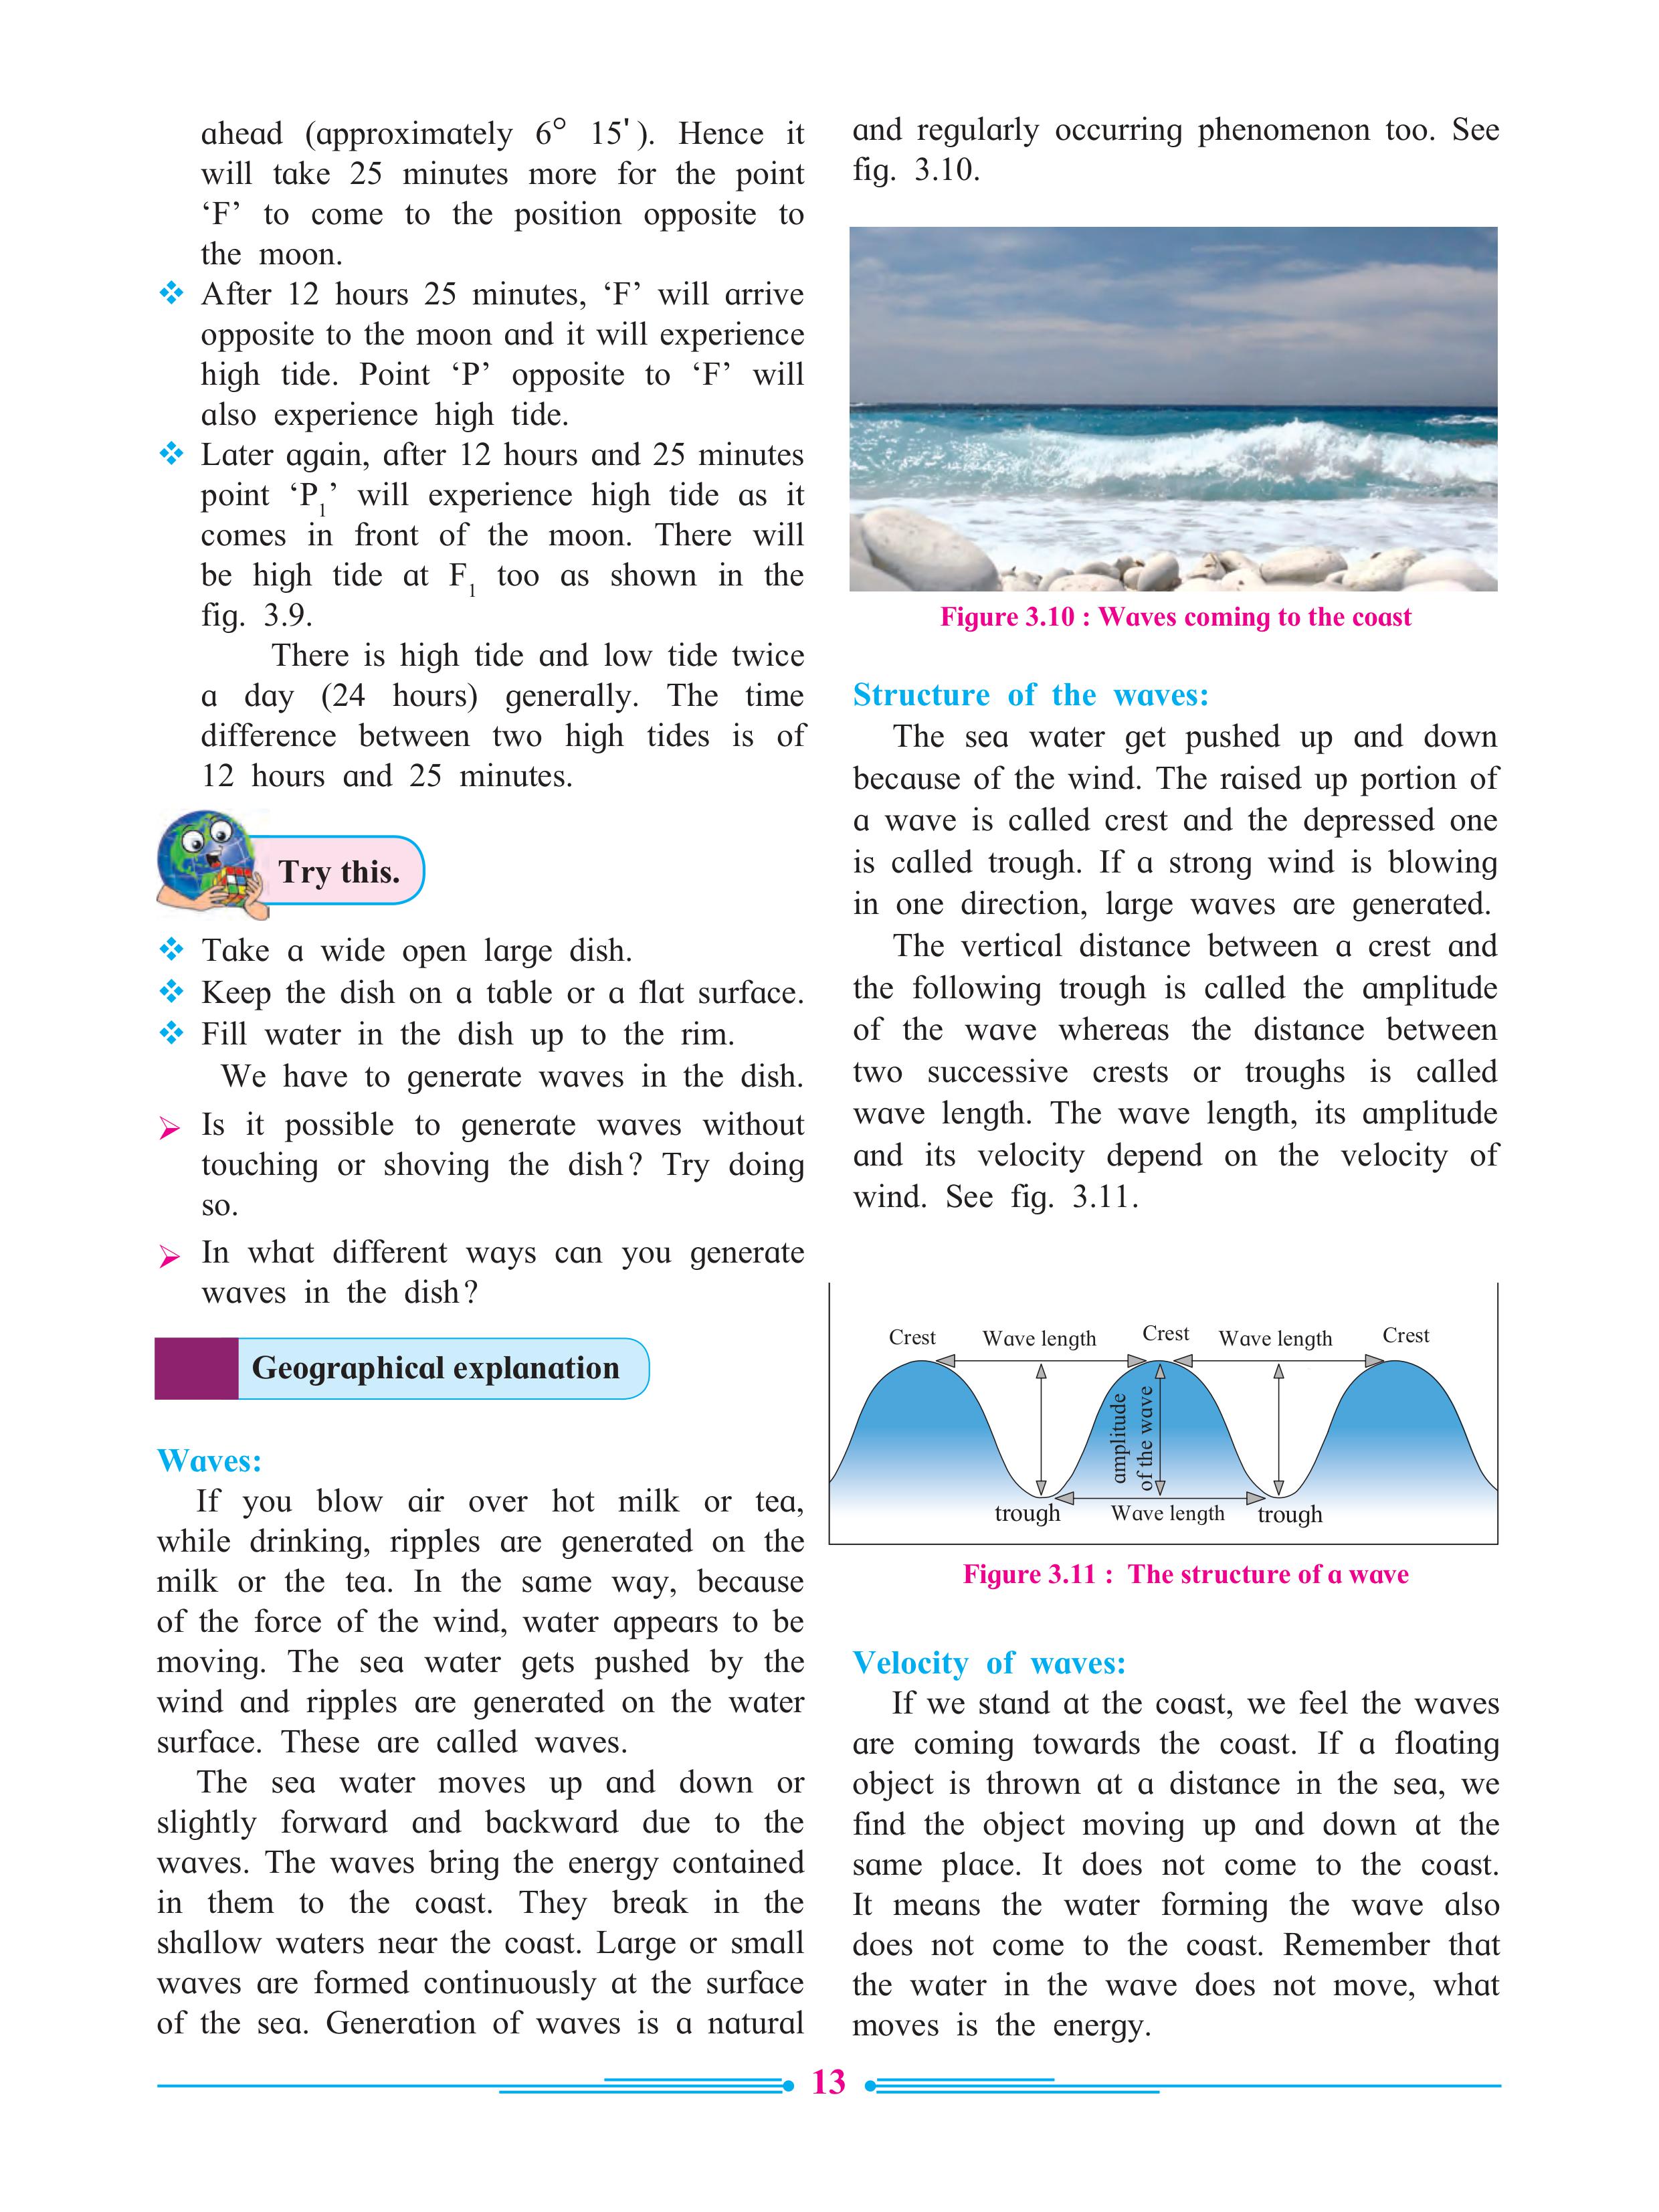 ahead (approximately 6° 15'). Hence it
will take 25 minutes more for the point
‘F’ to come to the position opposite to
the moon.
❖ After 12 hours 25 minutes, ‘F’ will arrive
opposite to the moon and it will experience
high tide. Point ‘P’ opposite to ‘F’ will
also experience high tide.
❖ Later again, after 12 hours and 25 minutes
point ‘P₁’ will experience high tide as it
comes in front of the moon. There will
be high tide at F₁ too as shown in the
fig. 3.9.
There is high tide and low tide twice
a day (24 hours) generally. The time
difference between two high tides is of
12 hours and 25 minutes.
Try this.
❖ Take a wide open large dish.
❖ Keep the dish on a table or a flat surface.
❖ Fill water in the dish up to the rim.
We have to generate waves in the dish.
➢ Is it possible to generate waves without
touching or shoving the dish? Try doing
so.
➢ In what different ways can you generate
waves in the dish?
Geographical explanation
Waves:
If you blow air over hot milk or tea,
while drinking, ripples are generated on the
milk or the tea. In the same way, because
of the force of the wind, water appears to be
moving. The sea water gets pushed by the
wind and ripples are generated on the water
surface. These are called waves.
The sea water moves up and down or
slightly forward and backward due to the
waves. The waves bring the energy contained
in them to the coast. They break in the
shallow waters near the coast. Large or small
waves are formed continuously at the surface
of the sea. Generation of waves is a natural
and regularly occurring phenomenon too. See
fig. 3.10.
Figure 3.10 : Waves coming to the coast
Structure of the waves:
The sea water get pushed up and down
because of the wind. The raised up portion of
a wave is called crest and the depressed one
is called trough. If a strong wind is blowing
in one direction, large waves are generated.
The vertical distance between a crest and
the following trough is called the amplitude
of the wave whereas the distance between
two successive crests or troughs is called
wave length. The wave length, its amplitude
and its velocity depend on the velocity of
wind. See fig. 3.11.
Crest Wave length Crest Wave length Crest
amplitude
of the wave
trough Wave length trough
Figure 3.11 : The structure of a wave
Velocity of waves:
If we stand at the coast, we feel the waves
are coming towards the coast. If a floating
object is thrown at a distance in the sea, we
find the object moving up and down at the
same place. It does not come to the coast.
It means the water forming the wave also
does not come to the coast. Remember that
the water in the wave does not move, what
moves is the energy.
13